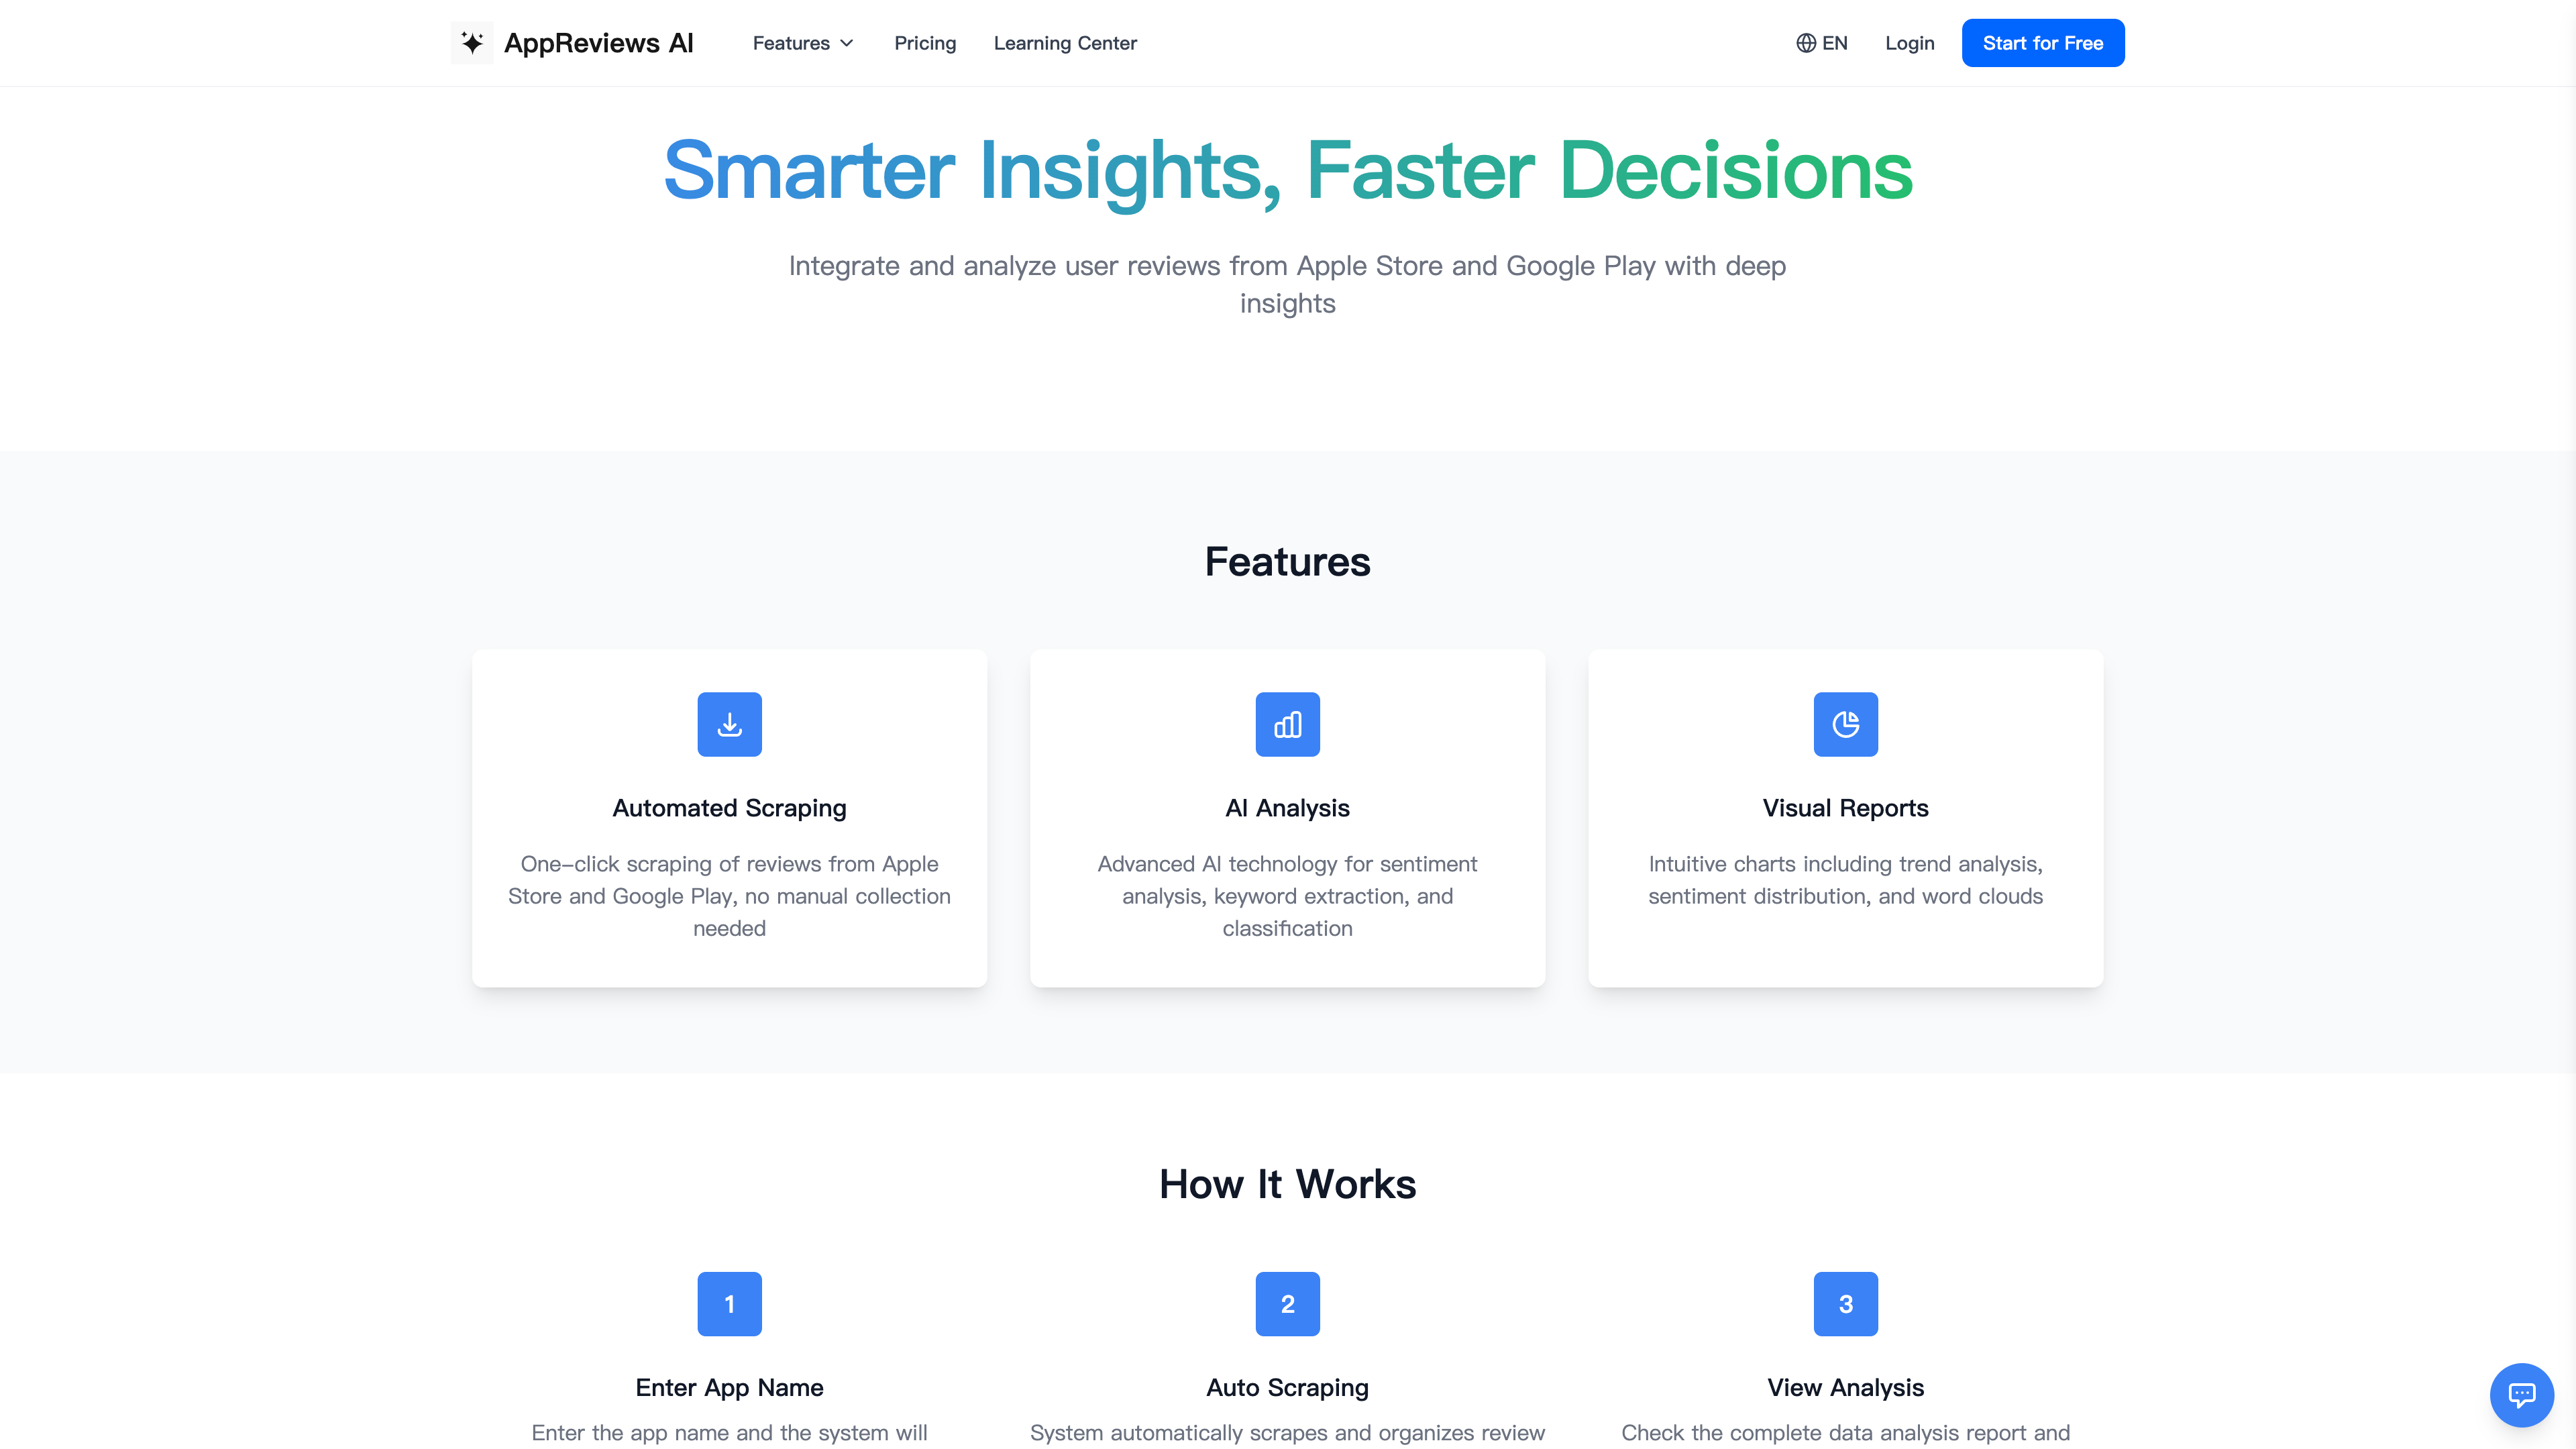 AppReviews AI
Features
Pricing
Learning Center
EN
Login
Start for Free
Smarter Insights, Faster Decisions
Integrate and analyze user reviews from Apple Store and Google Play with deep
insights
Features
Automated Scraping
One-click scraping of reviews from Apple
Store and Google Play, no manual collection
needed
AI Analysis
Advanced AI technology for sentiment
analysis, keyword extraction, and
classification
Visual Reports
Intuitive charts including trend analysis,
sentiment distribution, and word clouds
How It Works
1
Enter App Name
Enter the app name and the system will
2
Auto Scraping
System automatically scrapes and organizes review
3
View Analysis
Check the complete data analysis report and